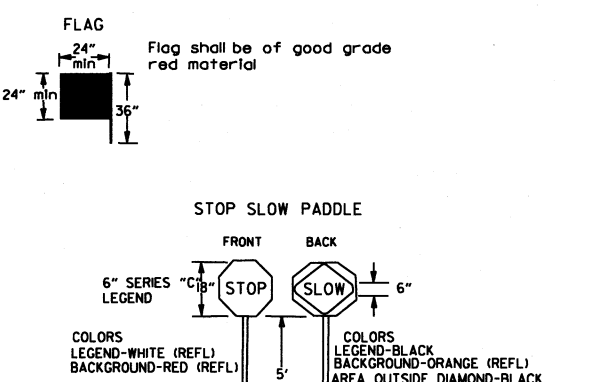 FLAG
24"
min
Flag shall be of good grade
red material
24" min
36"
STOP SLOW PADDLE
FRONT BACK
6" SERIES "C"
LEGEND
18"
STOP
SLOW
6"
COLORS
LEGEND-WHITE (REFL)
BACKGROUND-RED (REFL)
5'
COLORS
LEGEND-BLACK
BACKGROUND-ORANGE (REFL)
AREA OUTSIDE DIAMOND-BLACK